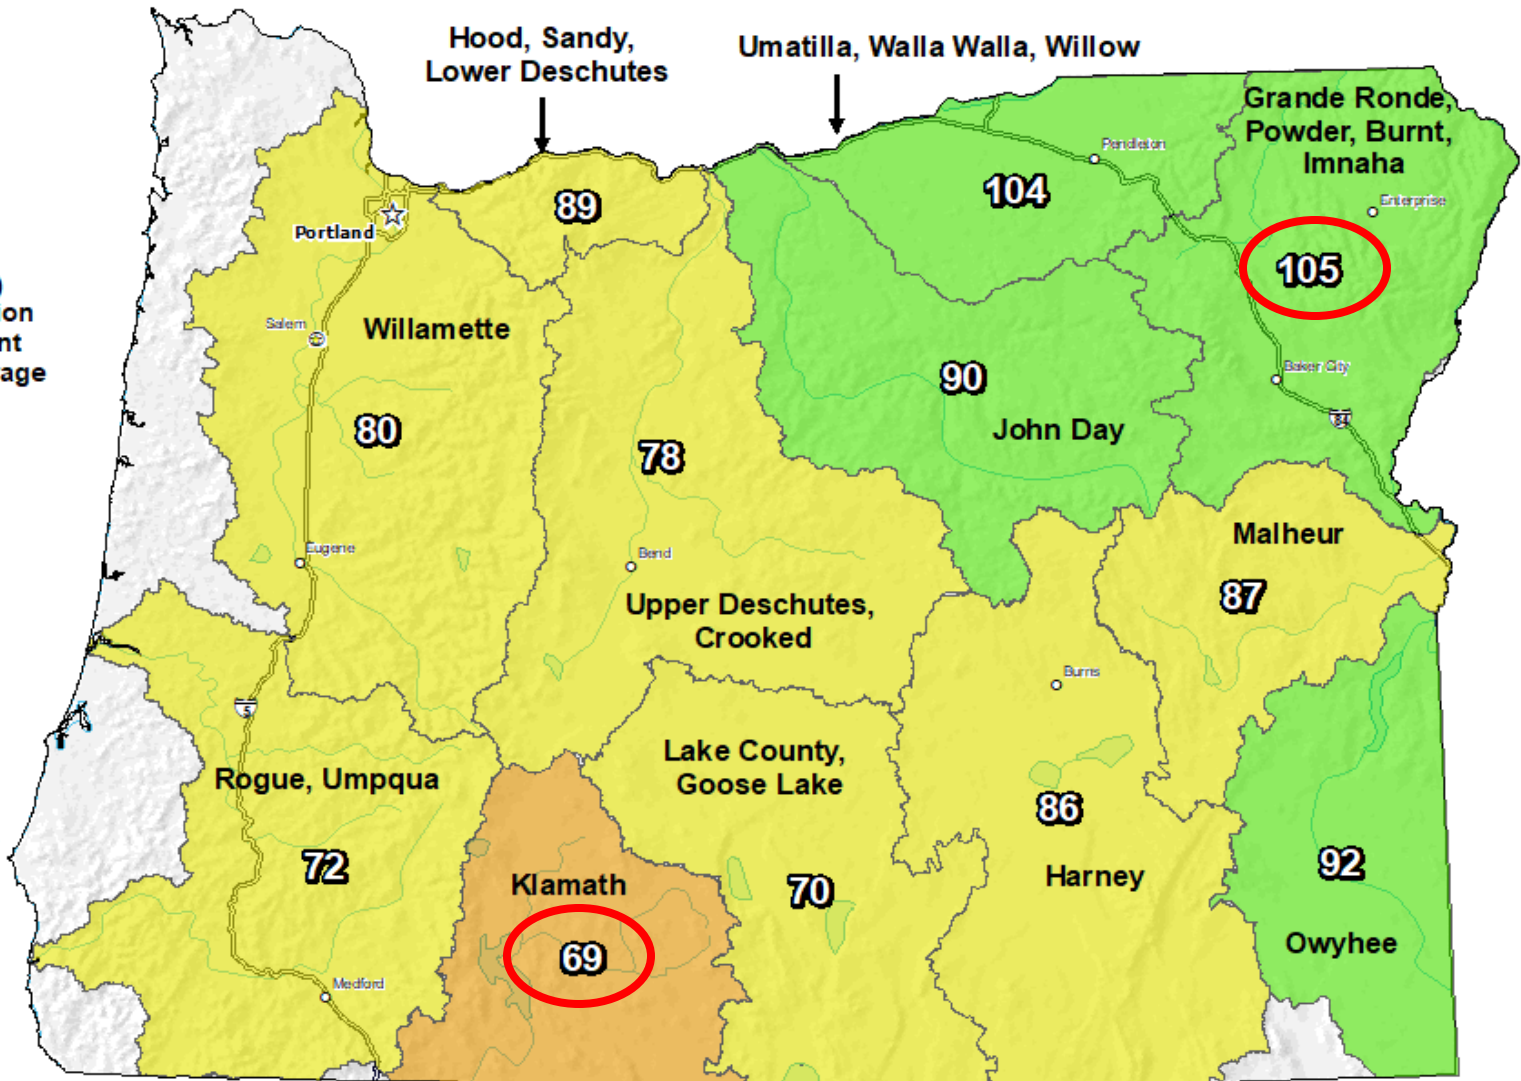 Hood, Sandy,
Lower Deschutes
Umatilla, Walla Walla, Willow
Grande Ronde,
Powder, Burnt,
Imnaha
Pendleton
104
Enterprise
89
Portland
105
Salem
Willamette
Baker City
90
84
John Day
80
78
Malheur
Eugene
Bend
87
Upper Deschutes,
Crooked
Burns
5
Lake County,
Goose Lake
Rogue, Umpqua
86
72
Klamath
70
Harney
92
69
Owyhee
Medford